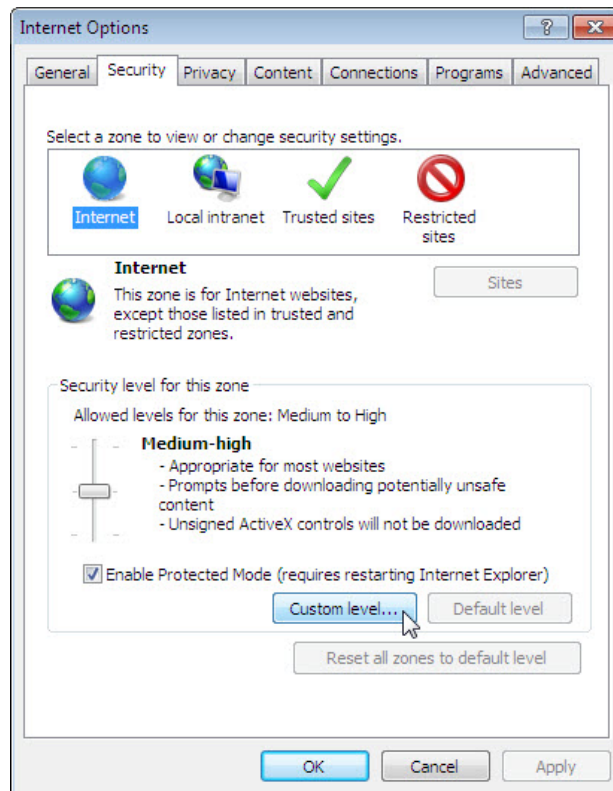 Internet Options
General Security Privacy Content Connections Programs Advanced
Select a zone to view or change security settings.
Internet Local intranet Trusted sites Restricted
sites
Internet
Sites
This zone is for Internet websites,
except those listed in trusted and
restricted zones.
Security level for this zone
Allowed levels for this zone: Medium to High
Medium-high
- Appropriate for most websites
- Prompts before downloading potentially unsafe
content
- Unsigned ActiveX controls will not be downloaded
Enable Protected Mode (requires restarting Internet Explorer)
Custom level... Default level
Reset all zones to default level
OK Cancel Apply